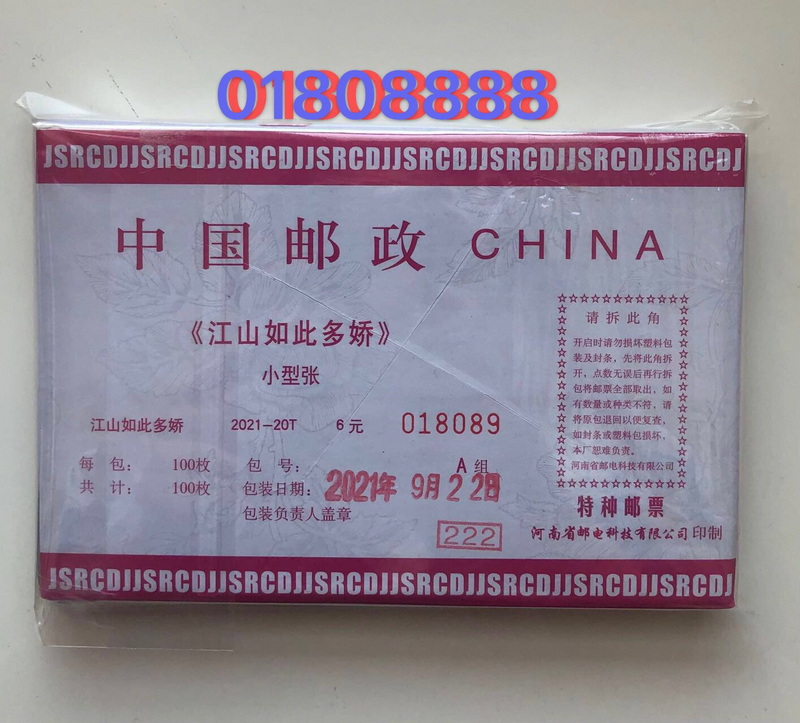 01808888
JSRCDJJSRCDJJSRCDJJSRCDJJSRCDJJSRCDJJSRCDJJSRCDJ
中国邮政 CHINA
《江山如此多娇》
小型张
江山如此多娇 2021-20T 6元 018089
每 包： 100枚 包 号： A组
共 计： 100枚 包装日期：2021年 9月22日
包装负责人盖章
222
请拆此角
开启时请勿损坏塑料包
装及封条，先将此角拆
开，点数无误后再行拆
包将邮票全部取出，如
有数量或种类不符，请
将原包退回以便复查，
如封条或塑料包损坏，
本厂恕难负责。
河南省邮电科技有限公司
特种邮票
河南省邮电科技有限公司印制
JSRCDJJSRCDJJSRCDJJSRCDJJSRCDJJSRCDJJSRCDJJSRCDJ